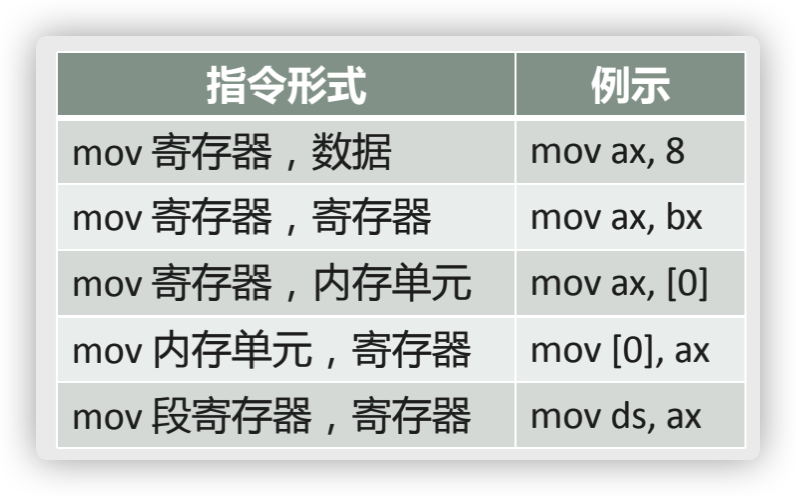 指令形式 例示
mov 寄存器，数据 mov ax, 8
mov 寄存器，寄存器 mov ax, bx
mov 寄存器，内存单元 mov ax, [0]
mov 内存单元，寄存器 mov [0], ax
mov 段寄存器，寄存器 mov ds, ax